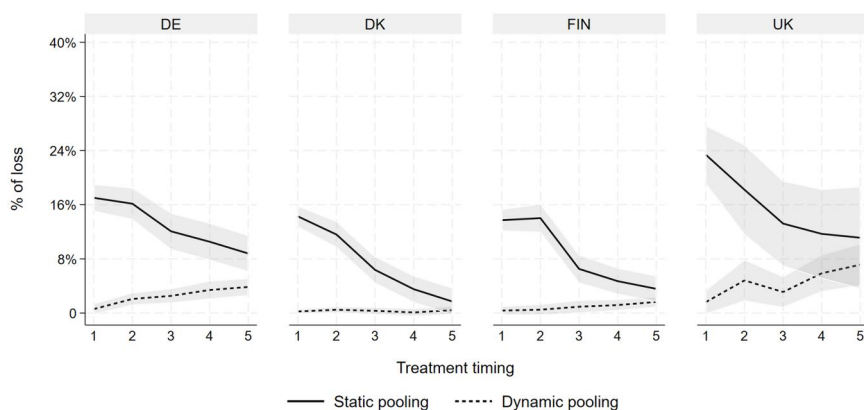 DE DK FIN UK
40%
32%
24%
16%
8%
0
% of loss
1 2 3 4 5 1 2 3 4 5 1 2 3 4 5 1 2 3 4 5
Treatment timing
Static pooling Dynamic pooling